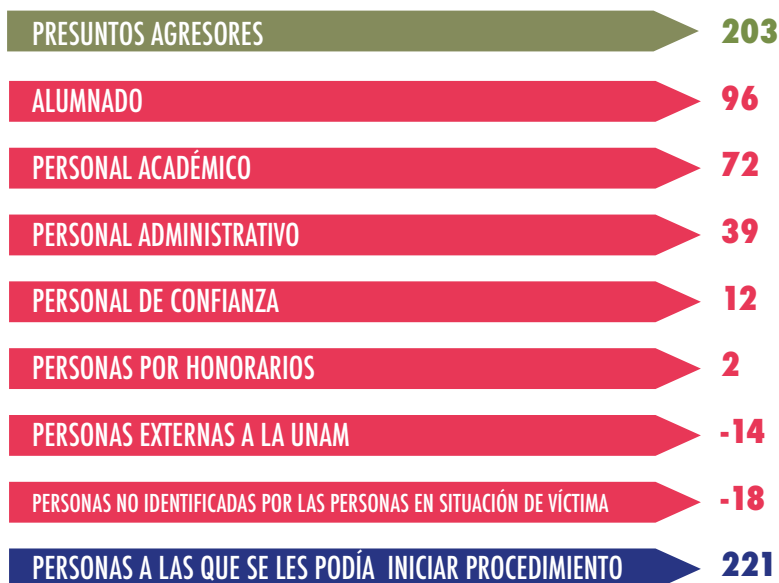 PRESUNTOS AGRESORES 203
ALUMNADO 96
PERSONAL ACADÉMICO 72
PERSONAL ADMINISTRATIVO 39
PERSONAL DE CONFIANZA 12
PERSONAS POR HONORARIOS 2
PERSONAS EXTERNAS A LA UNAM -14
PERSONAS NO IDENTIFICADAS POR LAS PERSONAS EN SITUACIÓN DE VÍCTIMA -18
PERSONAS A LAS QUE SE LES PODÍA INICIAR PROCEDIMIENTO 221